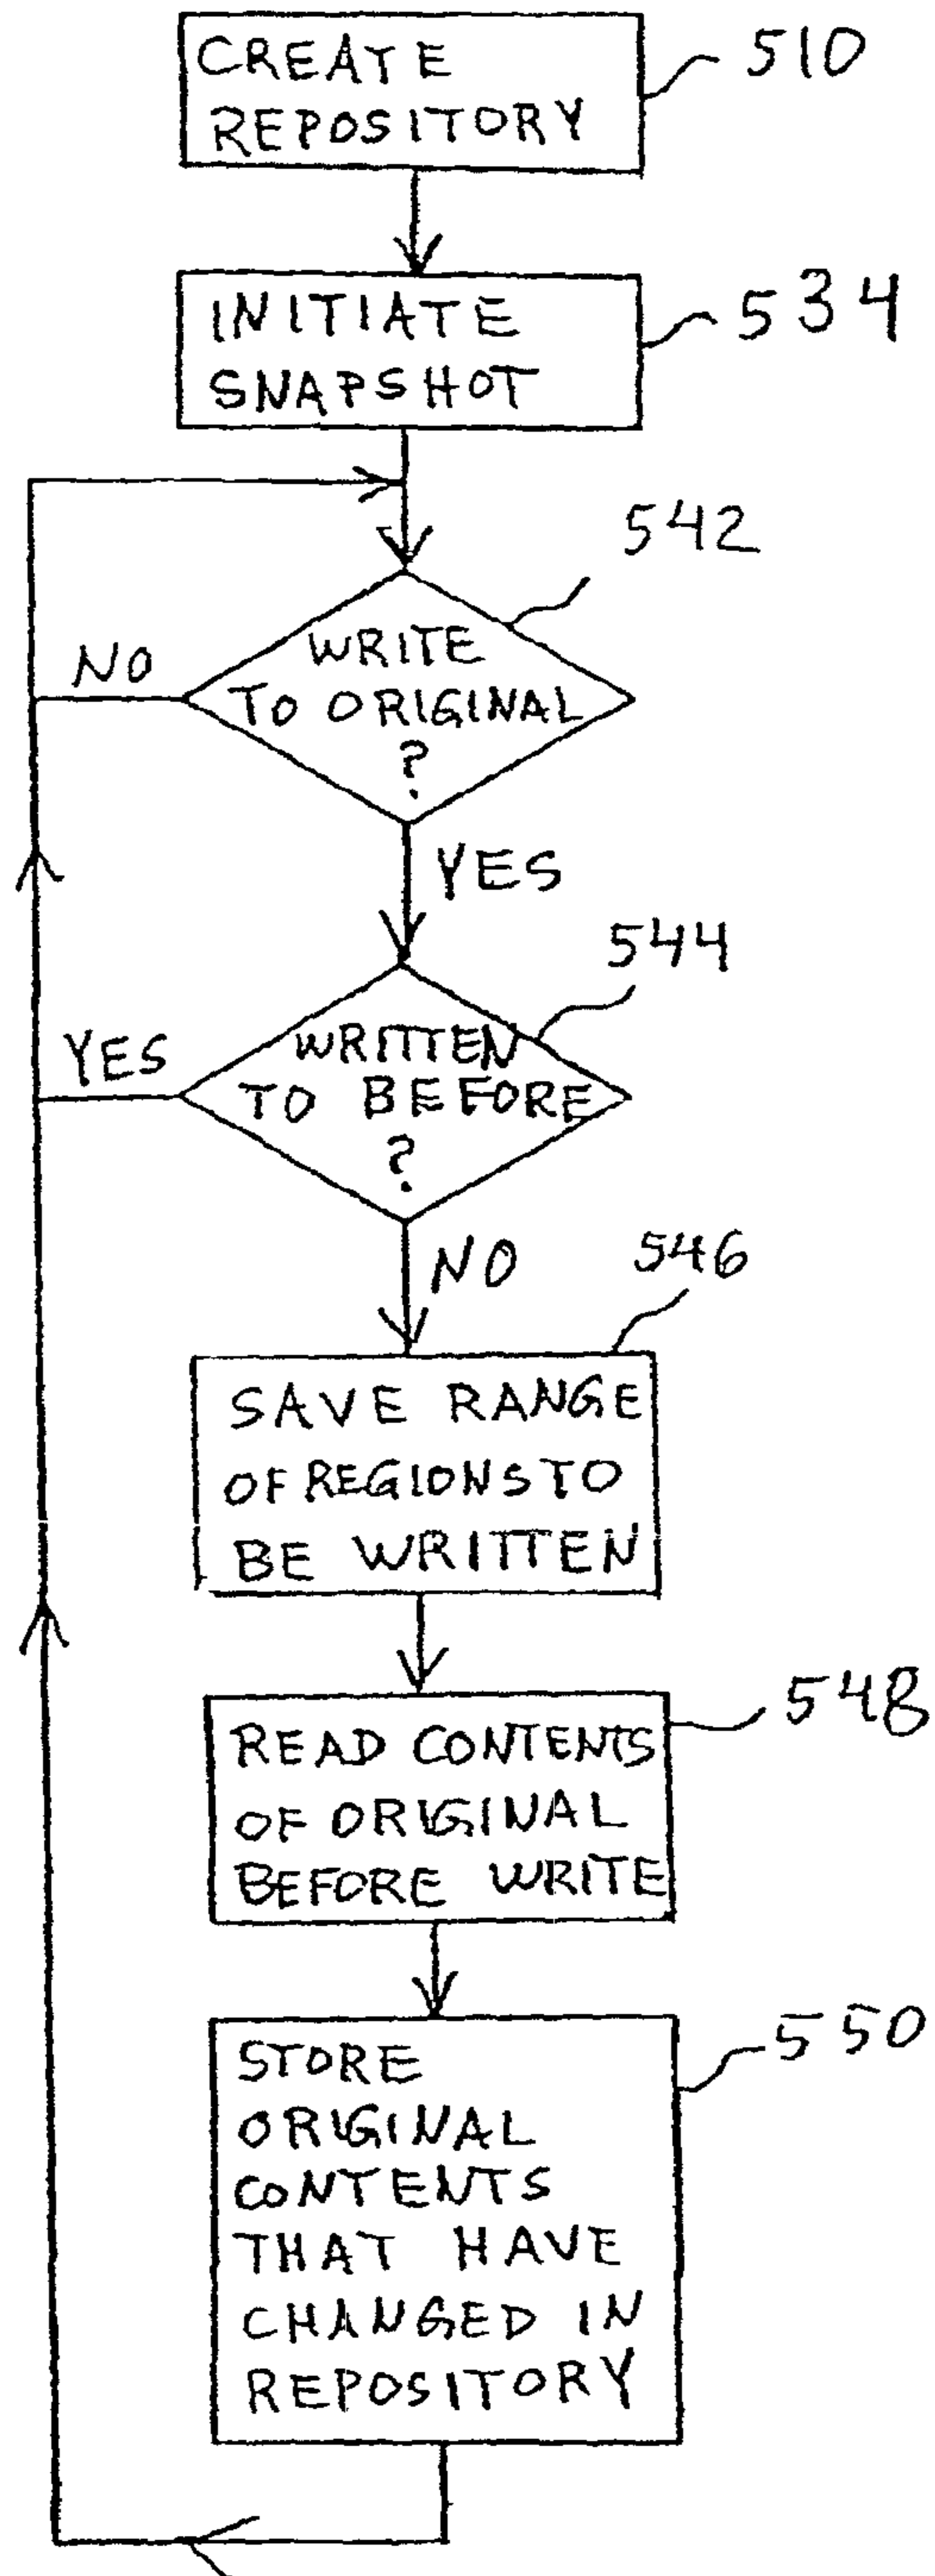 CREATE
REPOSITORY
510
INITIATE
SNAPSHOT
534
542
WRITE
TO ORIGINAL
?
NO
YES
544
WRITTEN
TO BEFORE
?
YES
NO
546
SAVE RANGE
OF REGIONS TO
BE WRITTEN
548
READ CONTENTS
OF ORIGINAL
BEFORE WRITE
550
STORE
ORIGINAL
CONTENTS
THAT HAVE
CHANGED IN
REPOSITORY